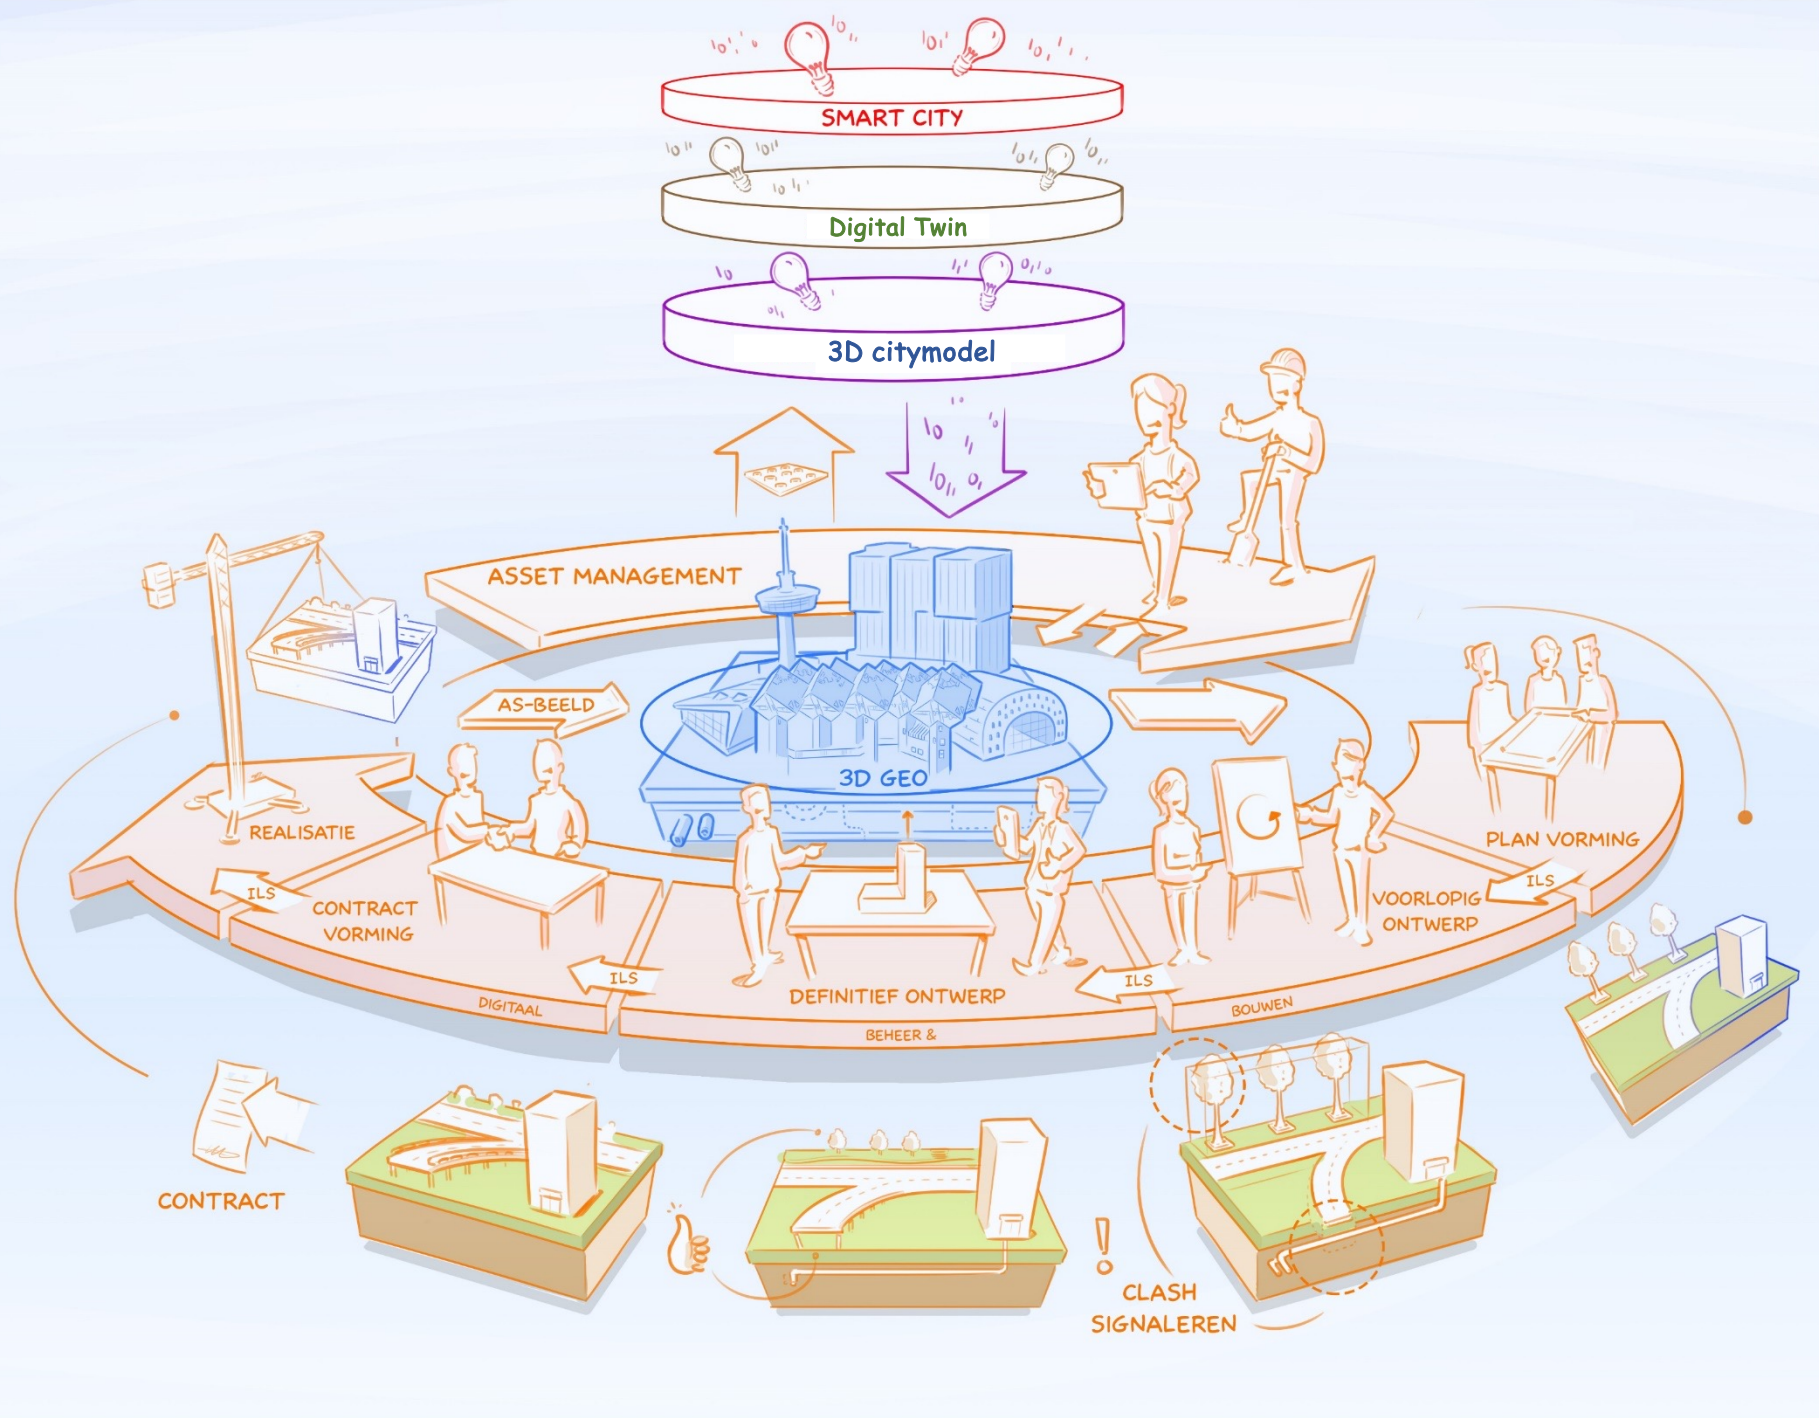 SMART CITY
Digital Twin
3D citymodel
ASSET MANAGEMENT
AS-BEELD
3D GEO
REALISATIE
PLAN VORMING
ILS
ILS
CONTRACT
VORMING
VOORLOPIG
ONTWERP
ILS
ILS
DEFINITIEF ONTWERP
DIGITAAL
BEHEER &
BOUWEN
CONTRACT
CLASH
SIGNALEREN